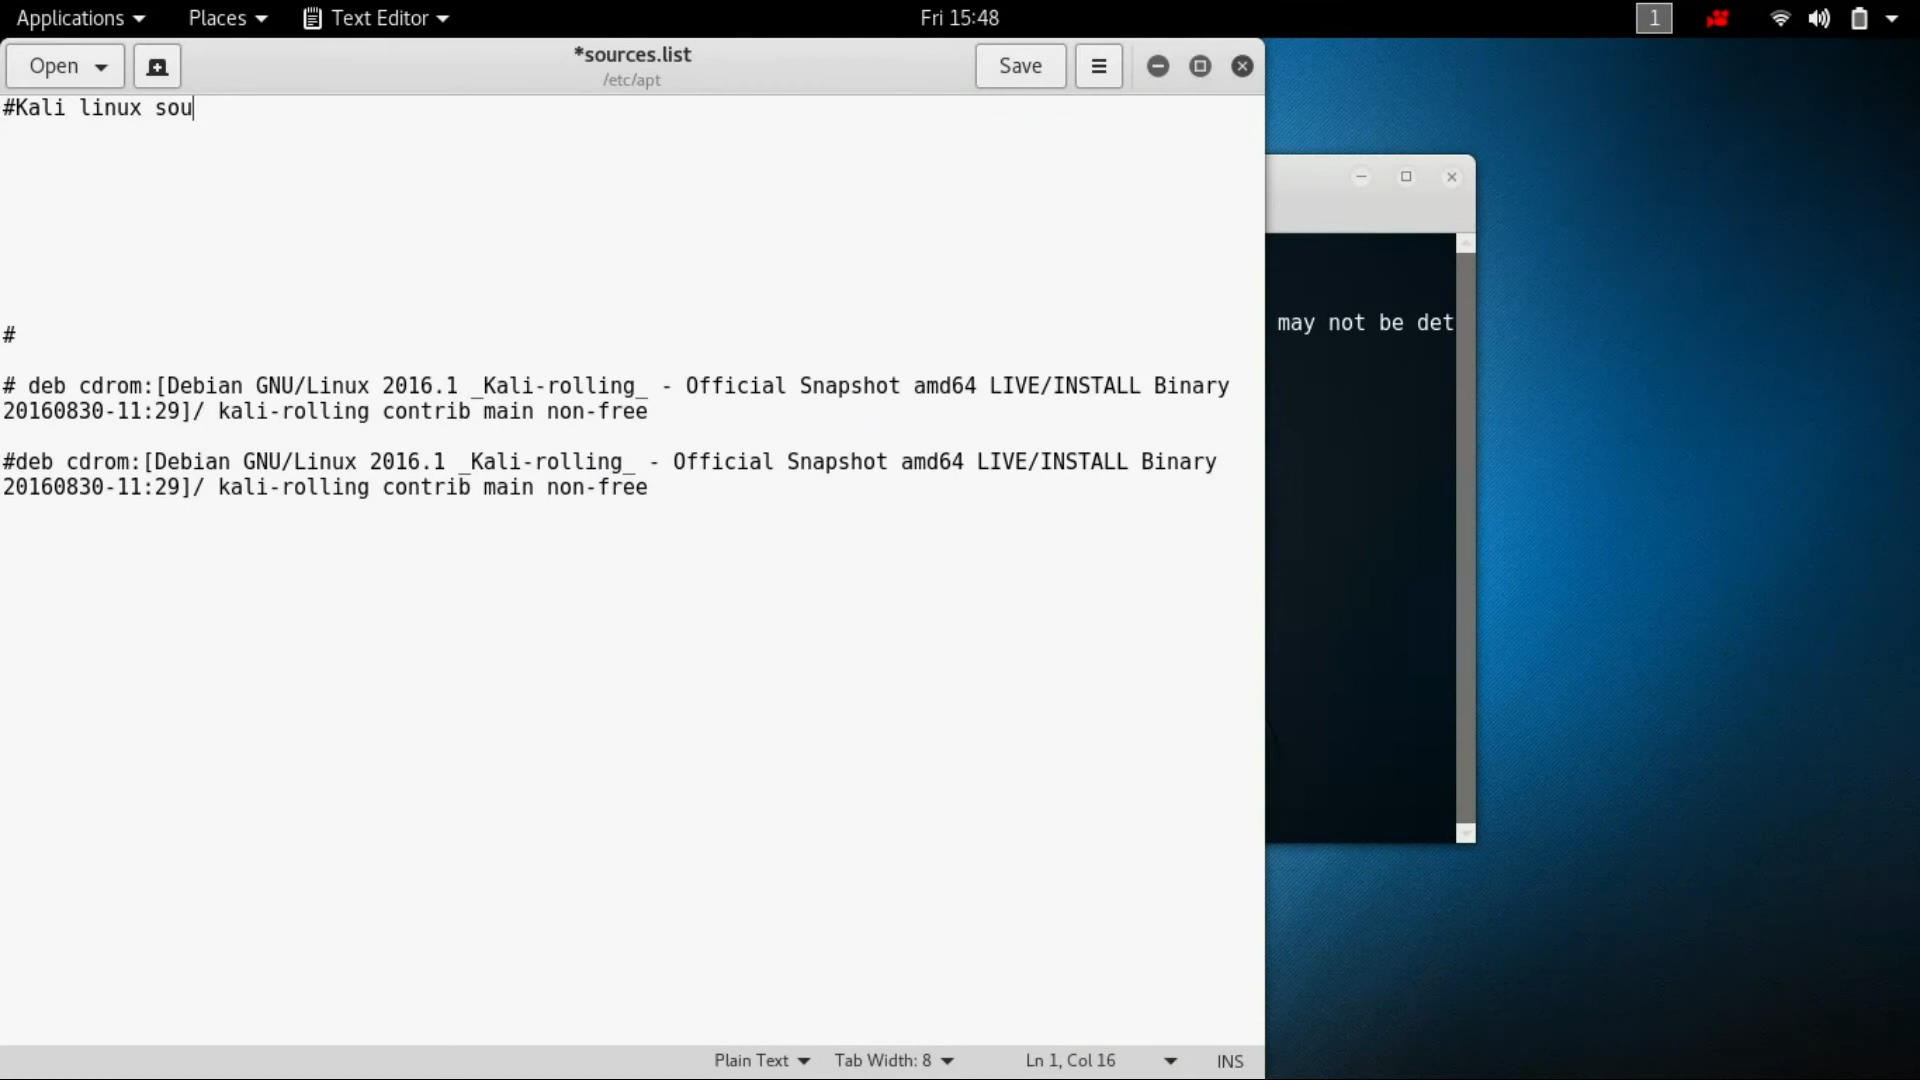 Applications Places Text Editor Fri 15:48 1
Open *sources.list Save
/etc/apt
#Kali linux sou
may not be det
#
# deb cdrom:[Debian GNU/Linux 2016.1 _Kali-rolling_ - Official Snapshot amd64 LIVE/INSTALL Binary
20160830-11:29]/ kali-rolling contrib main non-free
#deb cdrom:[Debian GNU/Linux 2016.1 _Kali-rolling_ - Official Snapshot amd64 LIVE/INSTALL Binary
20160830-11:29]/ kali-rolling contrib main non-free
Plain Text Tab Width: 8 Ln 1, Col 16 INS